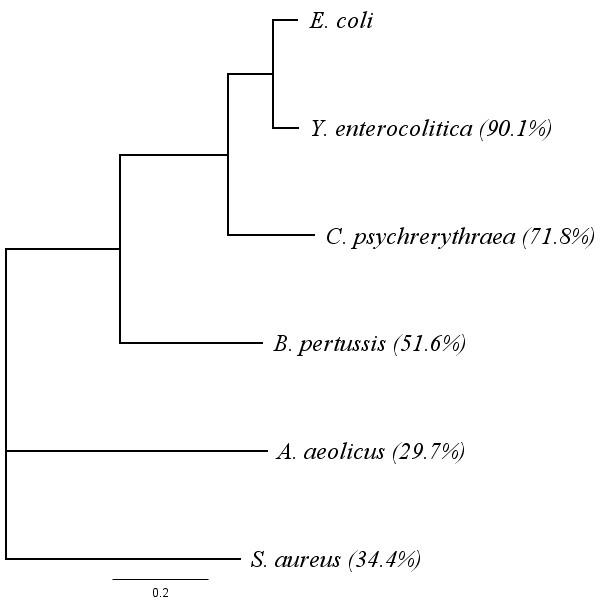 E. coli
Y. enterocolitica (90.1%)
C. psychrerythraea (71.8%)
B. pertussis (51.6%)
A. aeolicus (29.7%)
S. aureus (34.4%)
0.2